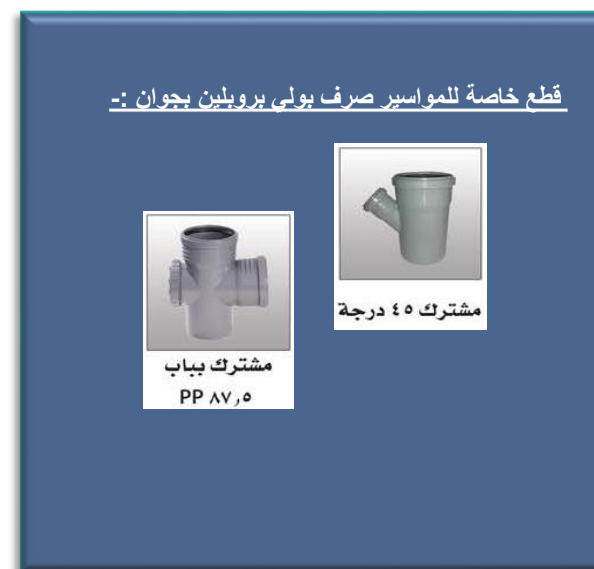 قطع خاصة للمواسير صرف بولي بروبلين بجوان :-
مشترك ٤٥ درجة
مشترك بباب
PP ٨٧٫٥